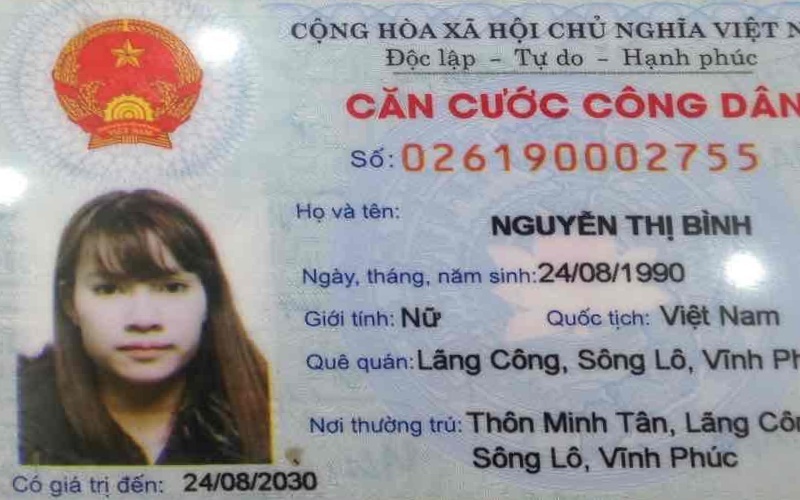 CỘNG HÒA XÃ HỘI CHỦ NGHĨA VIỆT N
Độc lập - Tự do - Hạnh phúc
CĂN CƯỚC CÔNG DÂN
Số: 026190002755
Họ và tên:
NGUYỄN THỊ BÌNH
Ngày, tháng, năm sinh: 24/08/1990
Giới tính: Nữ Quốc tịch: Việt Nam
Quê quán: Lãng Công, Sông Lô, Vĩnh Ph
Nơi thường trú: Thôn Minh Tân, Lãng Côn
Sông Lô, Vĩnh Phúc
Có giá trị đến: 24/08/2030